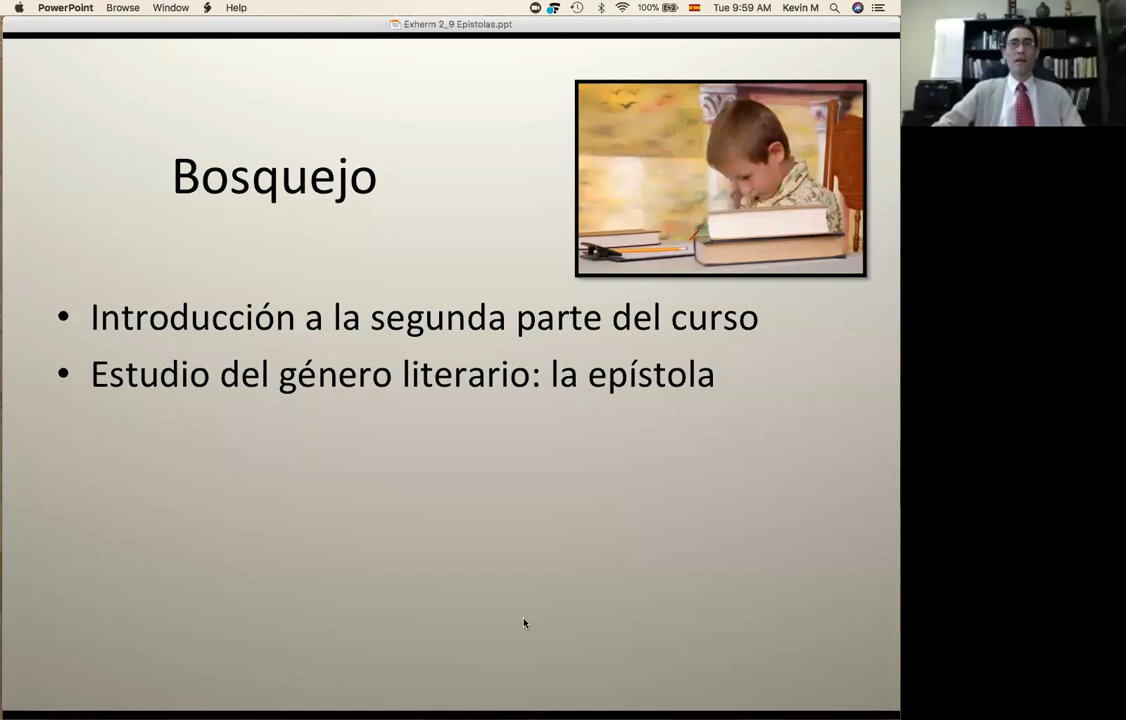 PowerPoint Browse Window Help 100% Tue 9:59 AM Kevin M
Exherm 2_9 Epistolas.ppt
Bosquejo
• Introducción a la segunda parte del curso
• Estudio del género literario: la epístola